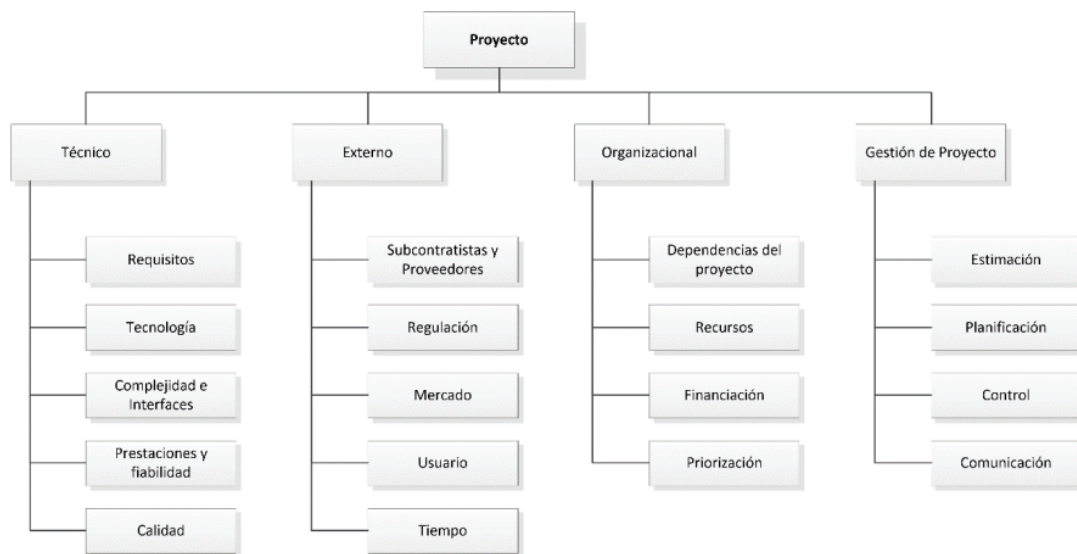 Proyecto
Técnico
Externo
Organizacional
Gestión de Proyecto
Requisitos
Tecnología
Complejidad e
Interfaces
Prestaciones y
fiabilidad
Calidad
Subcontratistas y
Proveedores
Regulación
Mercado
Usuario
Tiempo
Dependencias del
proyecto
Recursos
Financiación
Priorización
Estimación
Planificación
Control
Comunicación